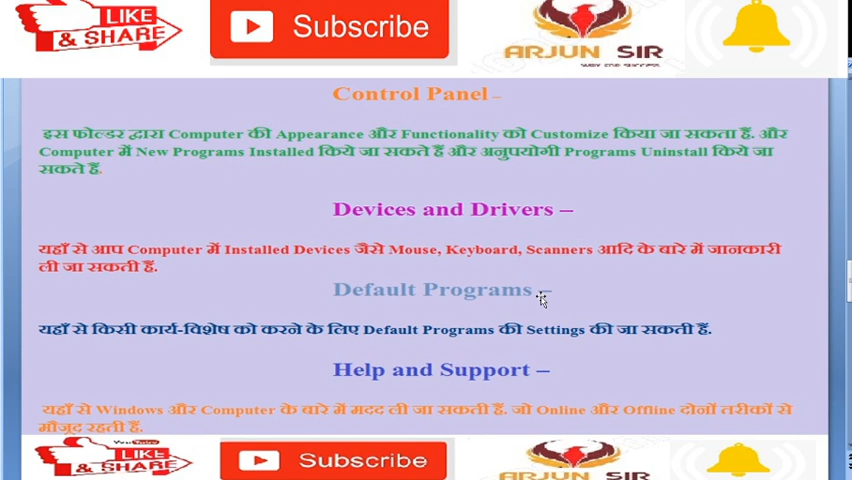 LIKE
& SHARE
Subscribe
ARJUN SIR
Control Panel –
इस फोल्डर द्वारा Computer की Appearance और Functionality को Customize किया जा सकता है. और
Computer में New Programs Installed किये जा सकते हैं और अनुपयोगी Programs Uninstall किये जा
सकते हैं.
Devices and Drivers –
यहाँ से आप Computer में Installed Devices जैसे Mouse, Keyboard, Scanners आदि के बारे में जानकारी
ली जा सकती हैं.
Default Programs –
यहाँ से किसी कार्य-विशेष को करने के लिए Default Programs की Settings की जा सकती हैं.
Help and Support –
यहाँ से Windows और Computer के बारे में मदद ली जा सकती हैं. जो Online और Offline दोनों तरीकों से
मौजूद रहती हैं.
YouTube
LIKE
& SHARE
Subscribe
ARJUN SIR